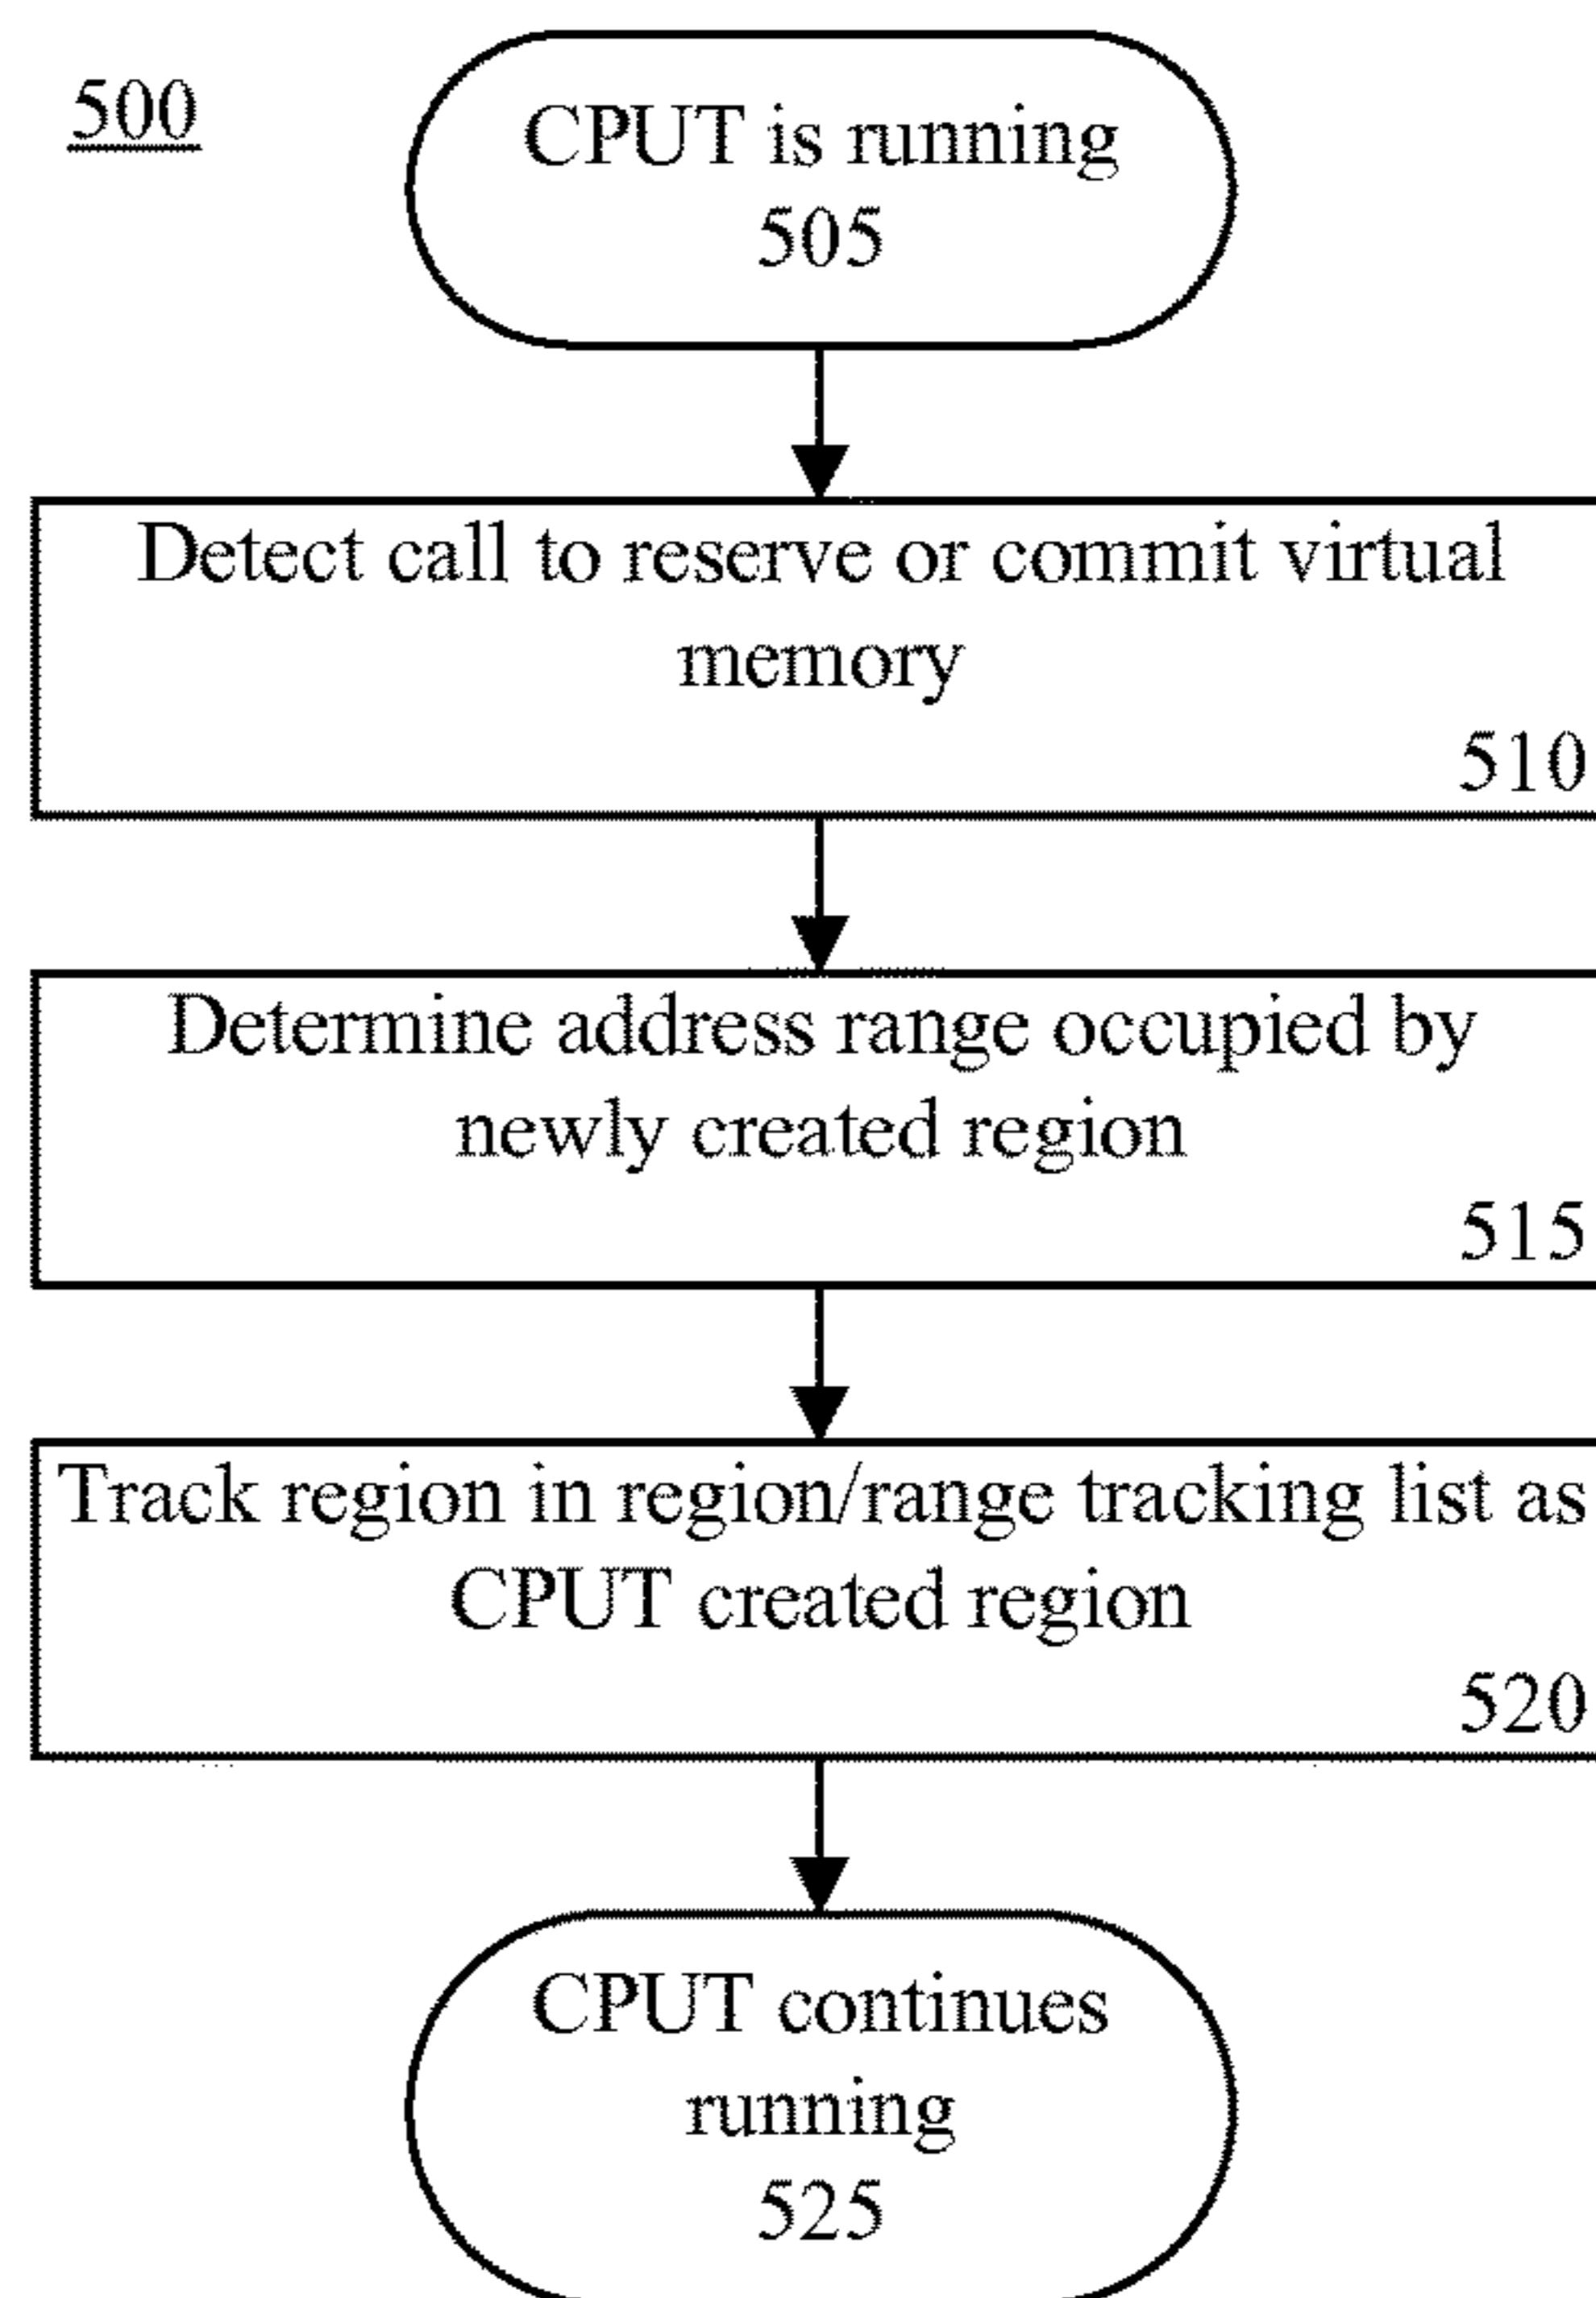 500
CPUT is running
505
Detect call to reserve or commit virtual
memory
510
Determine address range occupied by
newly created region
515
Track region in region/range tracking list as
CPUT created region
520
CPUT continues
running
525